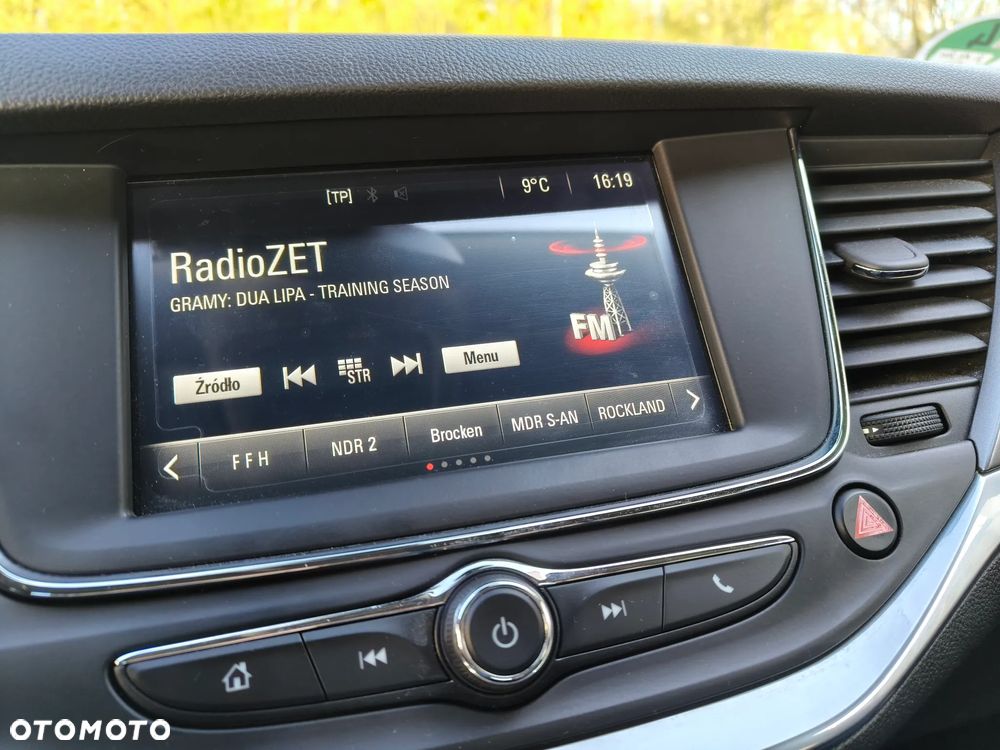 [TP]
9°C
16:19
RadioZET
GRAMY: DUA LIPA - TRAINING SEASON
FM
Źródło
STR
Menu
F F H
NDR 2
Brocken
MDR S-AN
ROCKLAND
OTOMOTO